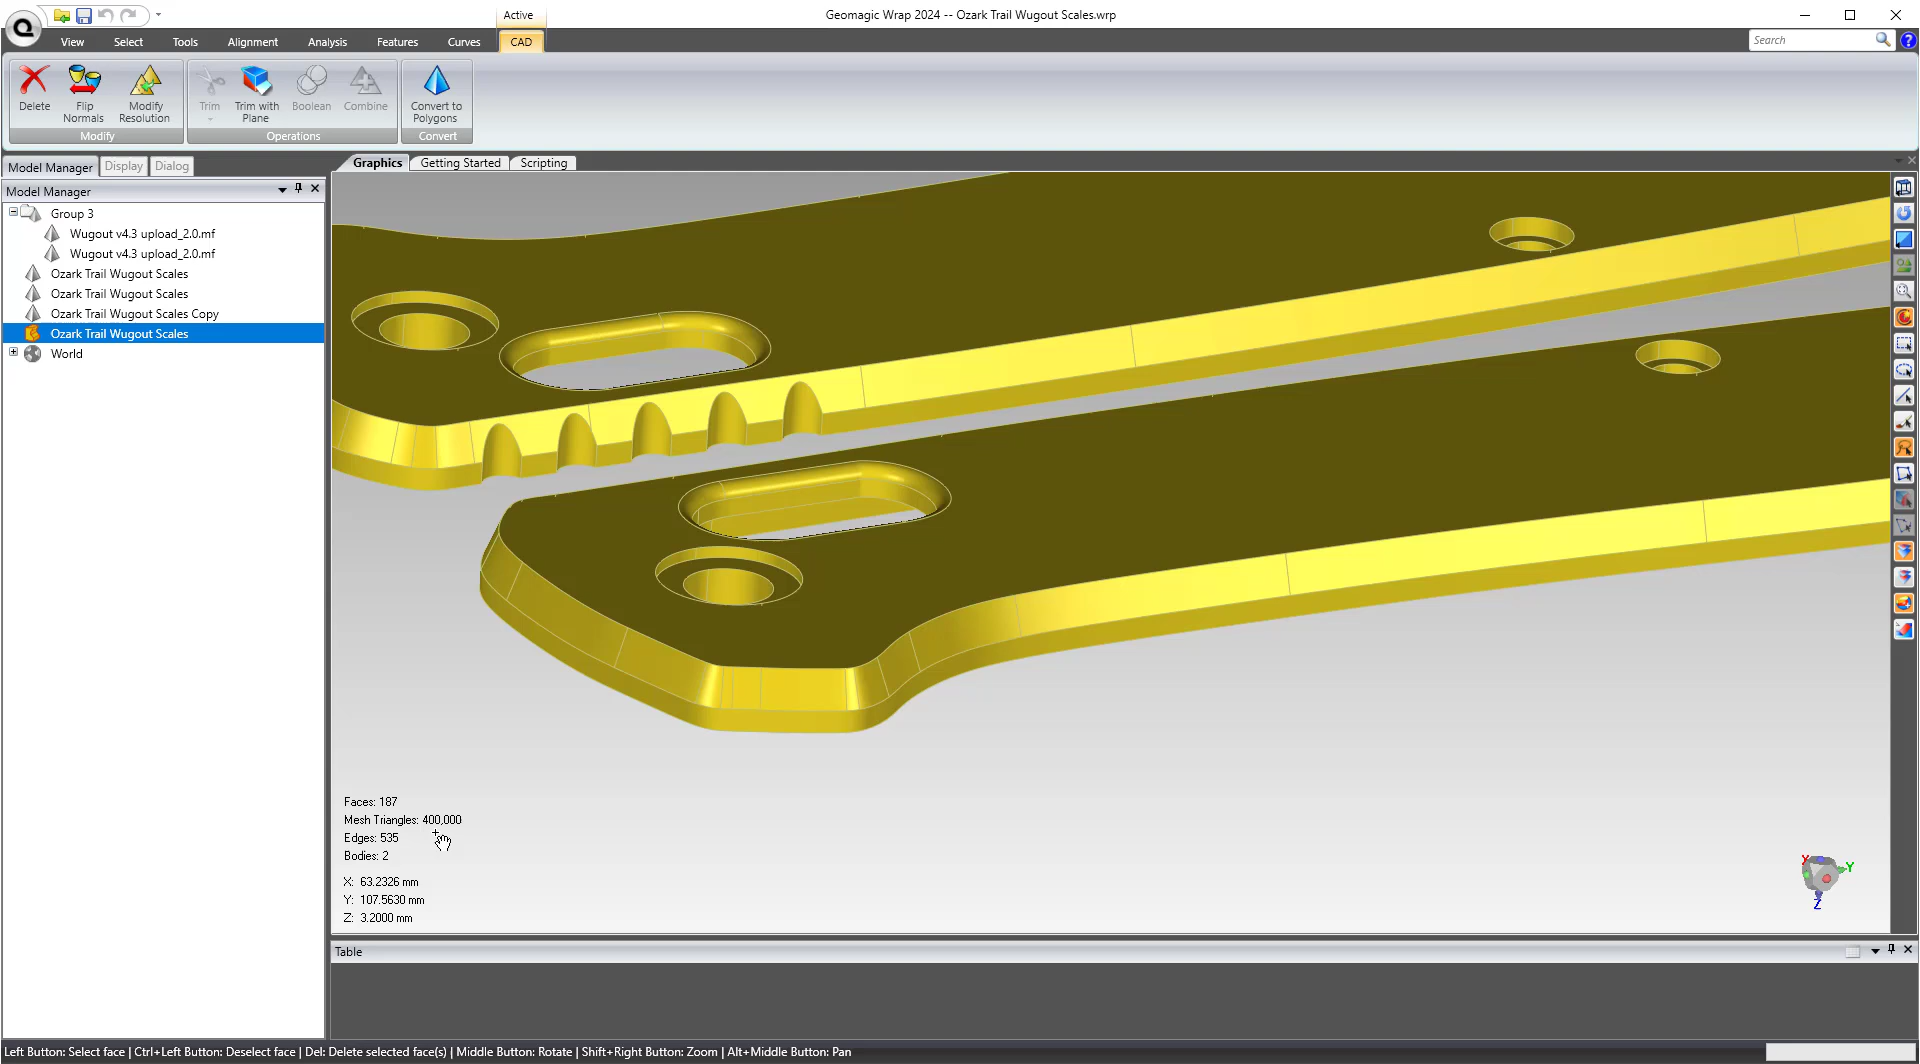 Active
Geomagic Wrap 2024 -- Ozark Trail Wugout Scales.wrp
View Select Tools Alignment Analysis Features Curves CAD
Search
Delete
Flip Normals
Modify Resolution
Trim
Trim with Plane
Boolean
Combine
Convert to Polygons
Modify
Operations
Convert
Model Manager Display Dialog
Graphics Getting Started Scripting
Model Manager
Group 3
Wugout v4.3 upload_2.0.mf
Wugout v4.3 upload_2.0.mf
Ozark Trail Wugout Scales
Ozark Trail Wugout Scales
Ozark Trail Wugout Scales Copy
Ozark Trail Wugout Scales
World
Faces: 187
Mesh Triangles: 400,000
Edges: 535
Bodies: 2
X: 63.2326 mm
Y: 107.5630 mm
Z: 3.2000 mm
X
Y
Z
Table
Left Button: Select face | Ctrl+Left Button: Deselect face | Del: Delete selected face(s) | Middle Button: Rotate | Shift+Right Button: Zoom | Alt+Middle Button: Pan